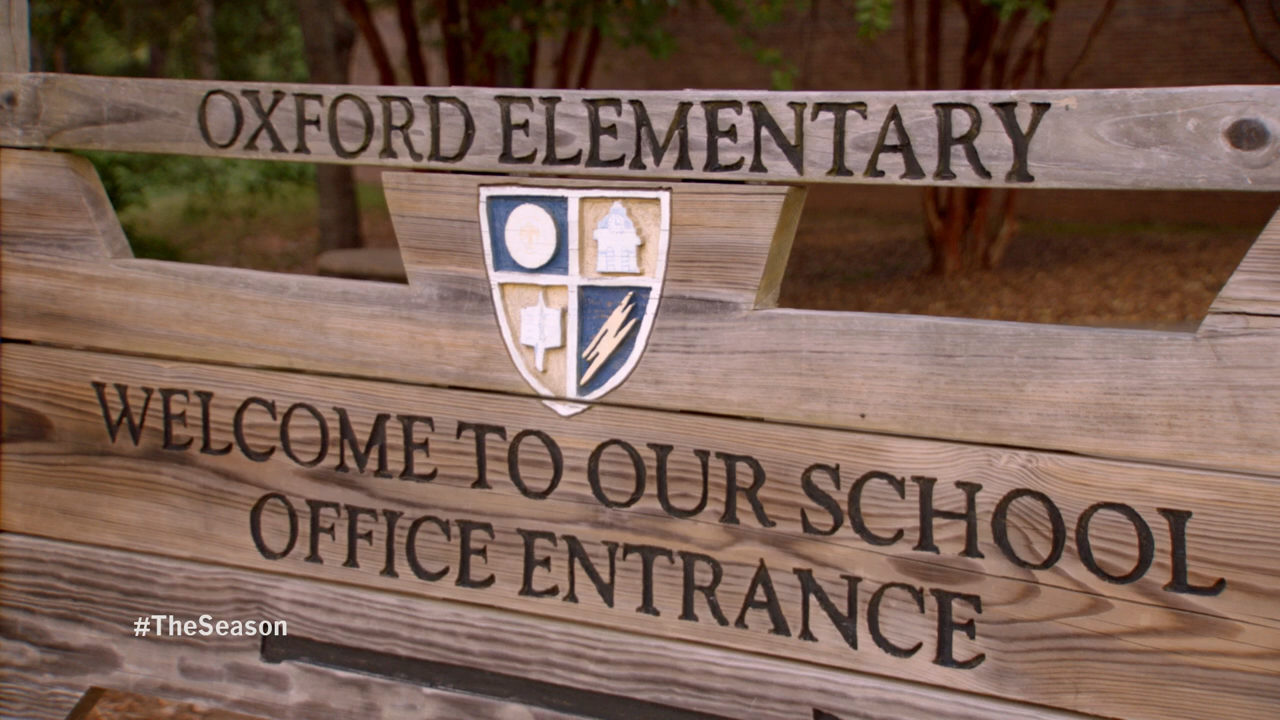 OXFORD ELEMENTARY
WELCOME TO OUR SCHOOL
OFFICE ENTRANCE
#TheSeason